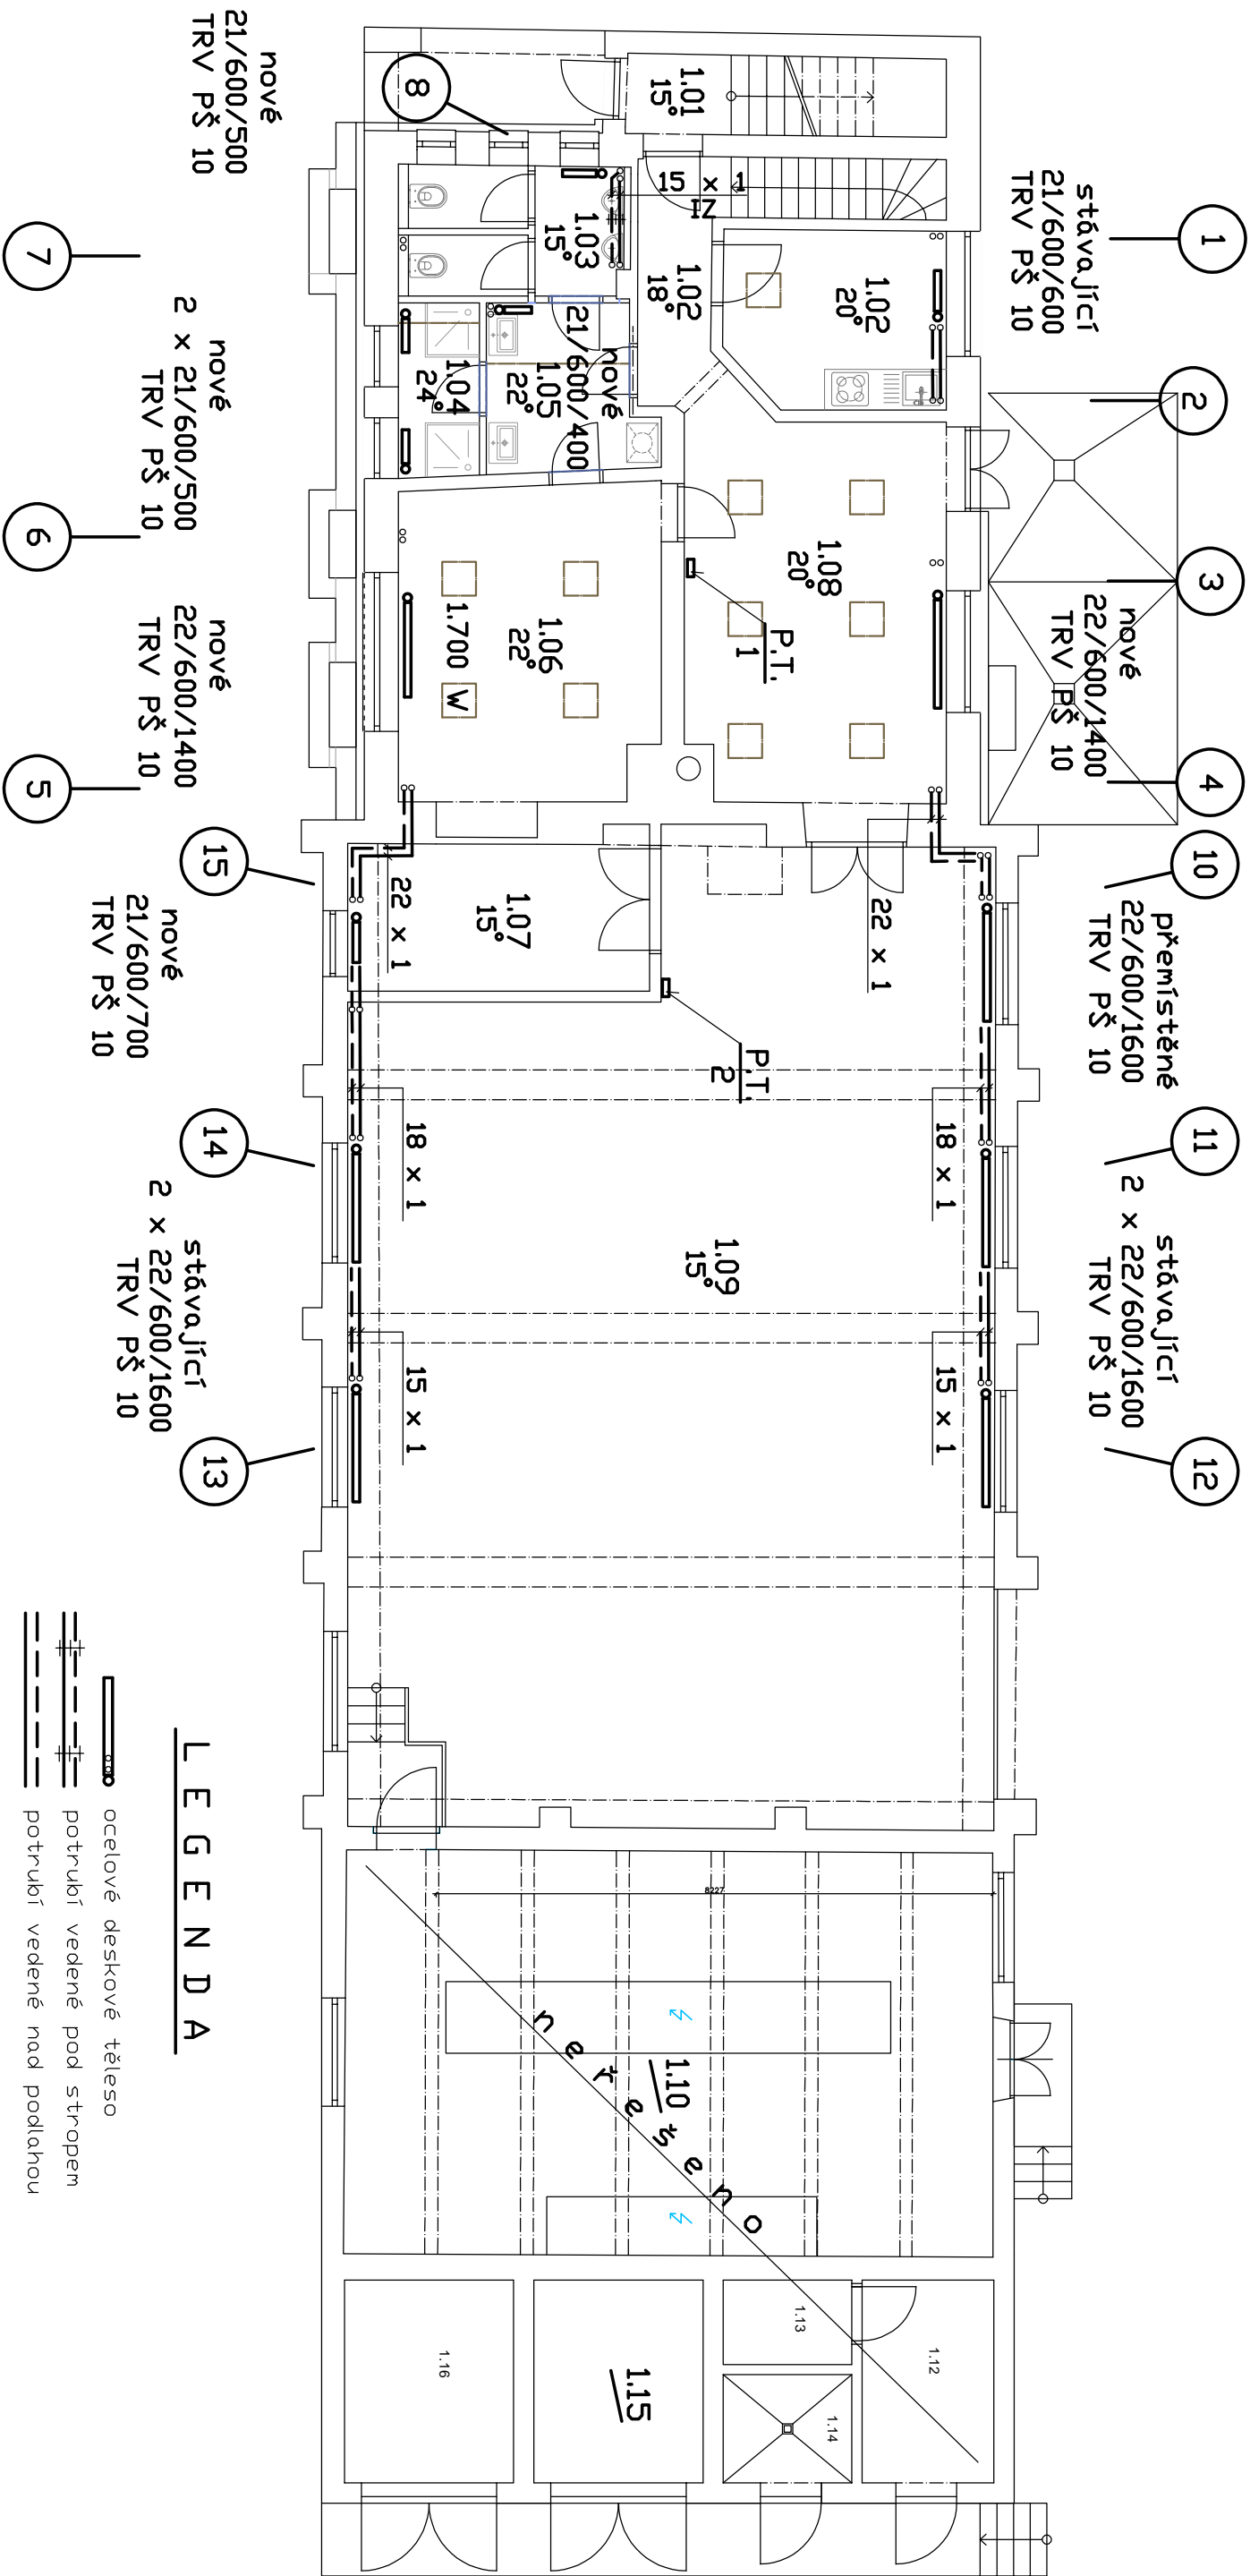 1
stávající
21/600/600
TRV PŠ 10
2
3
nové
22/600/1400
TRV PŠ 10
4
10
přemístěné
22/600/1600
TRV PŠ 10
11
stávající
2 x 22/600/1600
TRV PŠ 10
12
1.01
15°
15 x 1
IZ
1.02
18°
1.02
20°
1.03
15°
1.04
24°
nové
21/600/400
1.05
22°
1.06
22°
1.700 W
1.08
20°
P.T.
1
22 x 1
22 x 1
1.07
15°
P.T.
2
18 x 1
18 x 1
1.09
15°
15 x 1
15 x 1
8227
1.10
neřešeno
1.12
1.13
1.14
1.15
1.16
8
nové
21/600/500
TRV PŠ 10
7
nové
2 x 21/600/500
TRV PŠ 10
6
nové
22/600/1400
TRV PŠ 10
5
15
nové
21/600/700
TRV PŠ 10
14
stávající
2 x 22/600/1600
TRV PŠ 10
13
L E G E N D A
ocelové deskové těleso
potrubí vedené pod stropem
potrubí vedené nad podlahou